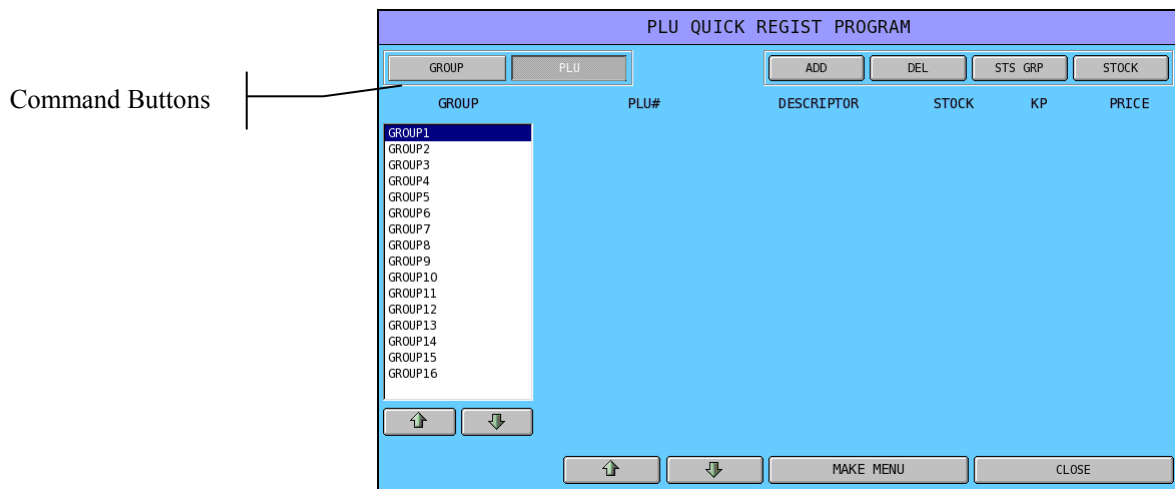 PLU QUICK REGIST PROGRAM
GROUP PLU ADD DEL STS GRP STOCK
Command Buttons
GROUP PLU# DESCRIPTOR STOCK KP PRICE
GROUP1
GROUP2
GROUP3
GROUP4
GROUP5
GROUP6
GROUP7
GROUP8
GROUP9
GROUP10
GROUP11
GROUP12
GROUP13
GROUP14
GROUP15
GROUP16
MAKE MENU CLOSE